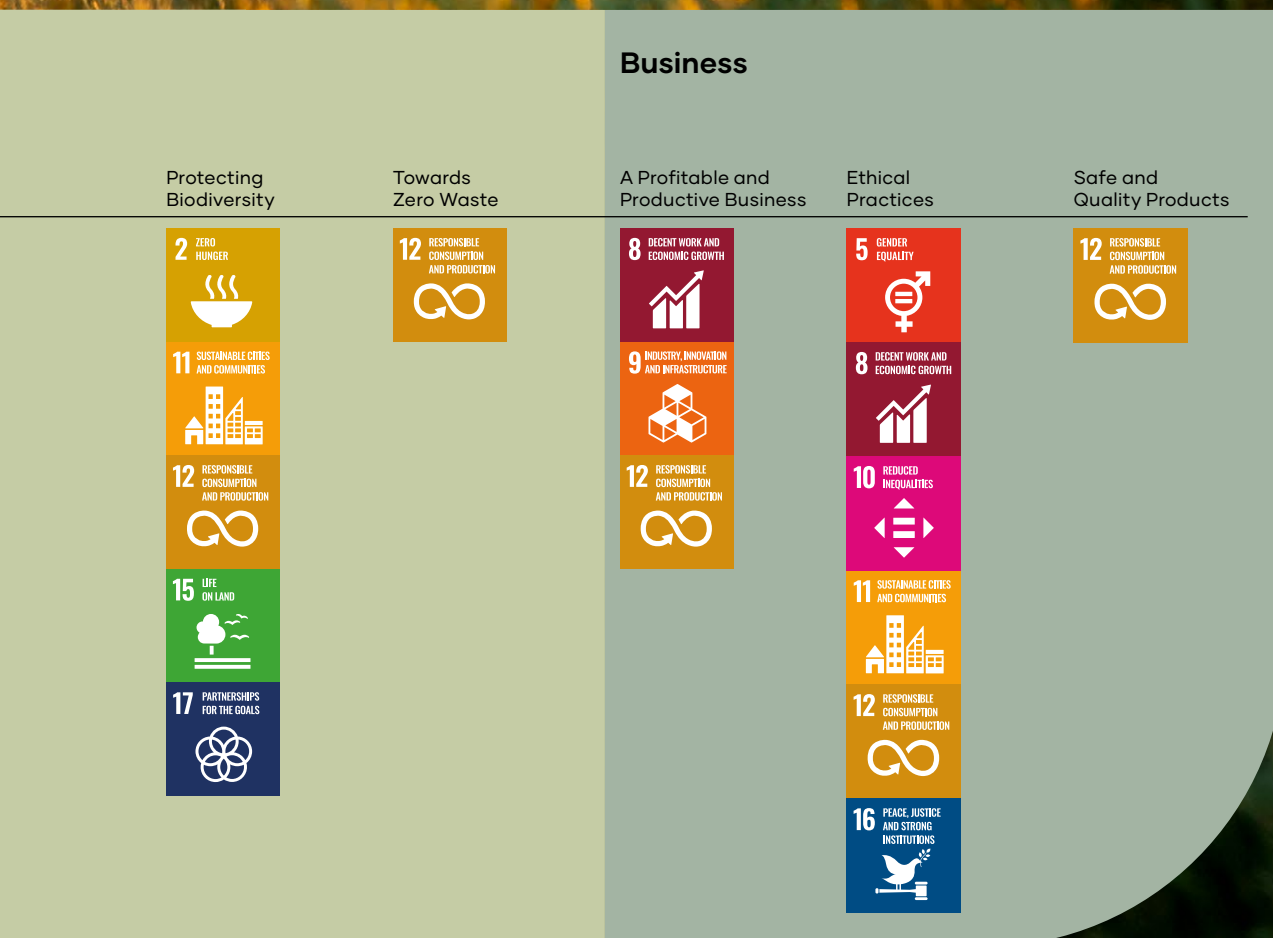 Business
Protecting
Biodiversity
Towards
Zero Waste
A Profitable and
Productive Business
Ethical
Practices
Safe and
Quality Products
2 ZERO
HUNGER
11 SUSTAINABLE CITIES
AND COMMUNITIES
12 RESPONSIBLE
CONSUMPTION
AND PRODUCTION
15 LIFE
ON LAND
17 PARTNERSHIPS
FOR THE GOALS
12 RESPONSIBLE
CONSUMPTION
AND PRODUCTION
8 DECENT WORK AND
ECONOMIC GROWTH
9 INDUSTRY, INNOVATION
AND INFRASTRUCTURE
12 RESPONSIBLE
CONSUMPTION
AND PRODUCTION
5 GENDER
EQUALITY
8 DECENT WORK AND
ECONOMIC GROWTH
10 REDUCED
INEQUALITIES
11 SUSTAINABLE CITIES
AND COMMUNITIES
12 RESPONSIBLE
CONSUMPTION
AND PRODUCTION
16 PEACE, JUSTICE
AND STRONG
INSTITUTIONS
12 RESPONSIBLE
CONSUMPTION
AND PRODUCTION